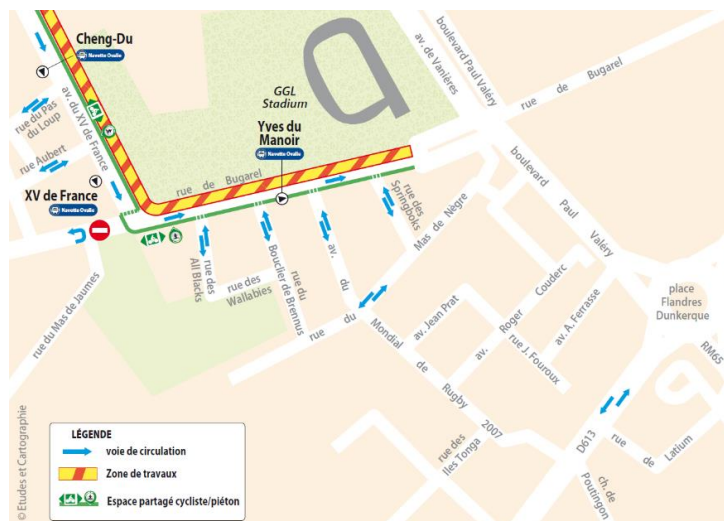 Cheng-Du
Navette Ovalie
av. du XV de France
rue du Pas
du Loup
rue Aubert
XV de France
Navette Ovalie
rue du Mas de Jaumes
GGL
Stadium
Yves du
Manoir
Navette Ovalie
rue de Bugarel
av. de Vanières
boulevard Paul Valéry
rue de Bugarel
boulevard Paul Valéry
rue des
All Blacks
rue des
Wallabies
rue du
Bouclier de Brennus
rue des
Springboks
rue du Mas de Nègre
av. du Mondial de Rugby 2007
av. Jean Prat
av. Roger Couderc
rue J. Fouroux
av. A. Ferrasse
place
Flandres
Dunkerque
RM65
D613
rue de Latium
rue des
Iles Tonga
ch. de
Poutingon
© Etudes et Cartographie
LÉGENDE
voie de circulation
Zone de travaux
Espace partagé cycliste/piéton